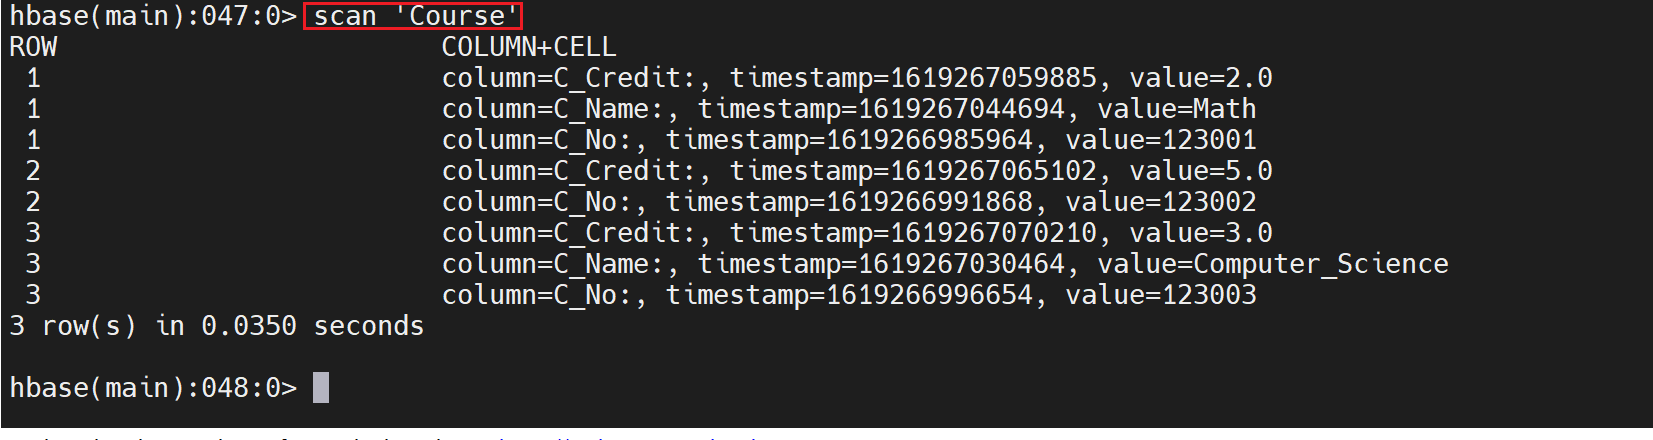 hbase(main):047:0> scan 'Course'
ROW COLUMN+CELL
1 column=C_Credit:, timestamp=1619267059885, value=2.0
1 column=C_Name:, timestamp=1619267044694, value=Math
1 column=C_No:, timestamp=1619266985964, value=123001
2 column=C_Credit:, timestamp=1619267065102, value=5.0
2 column=C_No:, timestamp=1619266991868, value=123002
3 column=C_Credit:, timestamp=1619267070210, value=3.0
3 column=C_Name:, timestamp=1619267030464, value=Computer_Science
3 column=C_No:, timestamp=1619266996654, value=123003
3 row(s) in 0.0350 seconds
hbase(main):048:0>